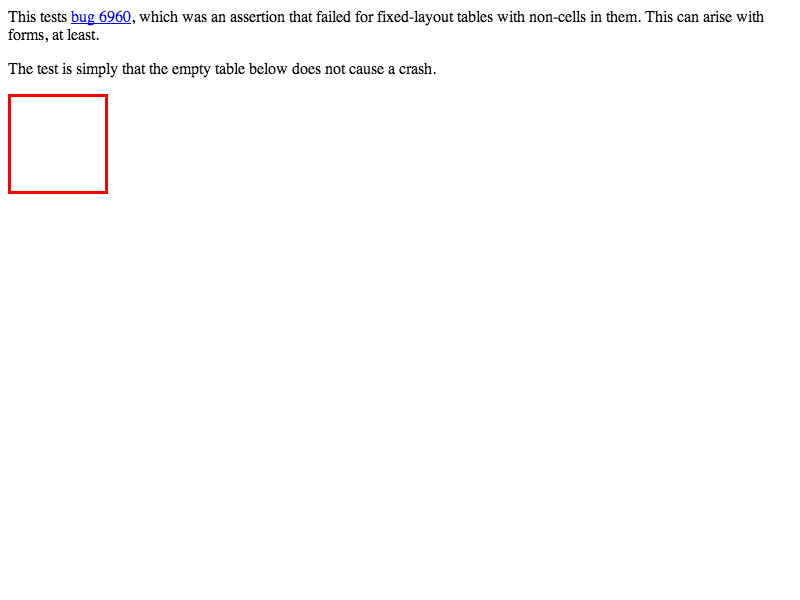 This tests bug 6960, which was an assertion that failed for fixed-layout tables with non-cells in them. This can arise with
forms, at least.
The test is simply that the empty table below does not cause a crash.